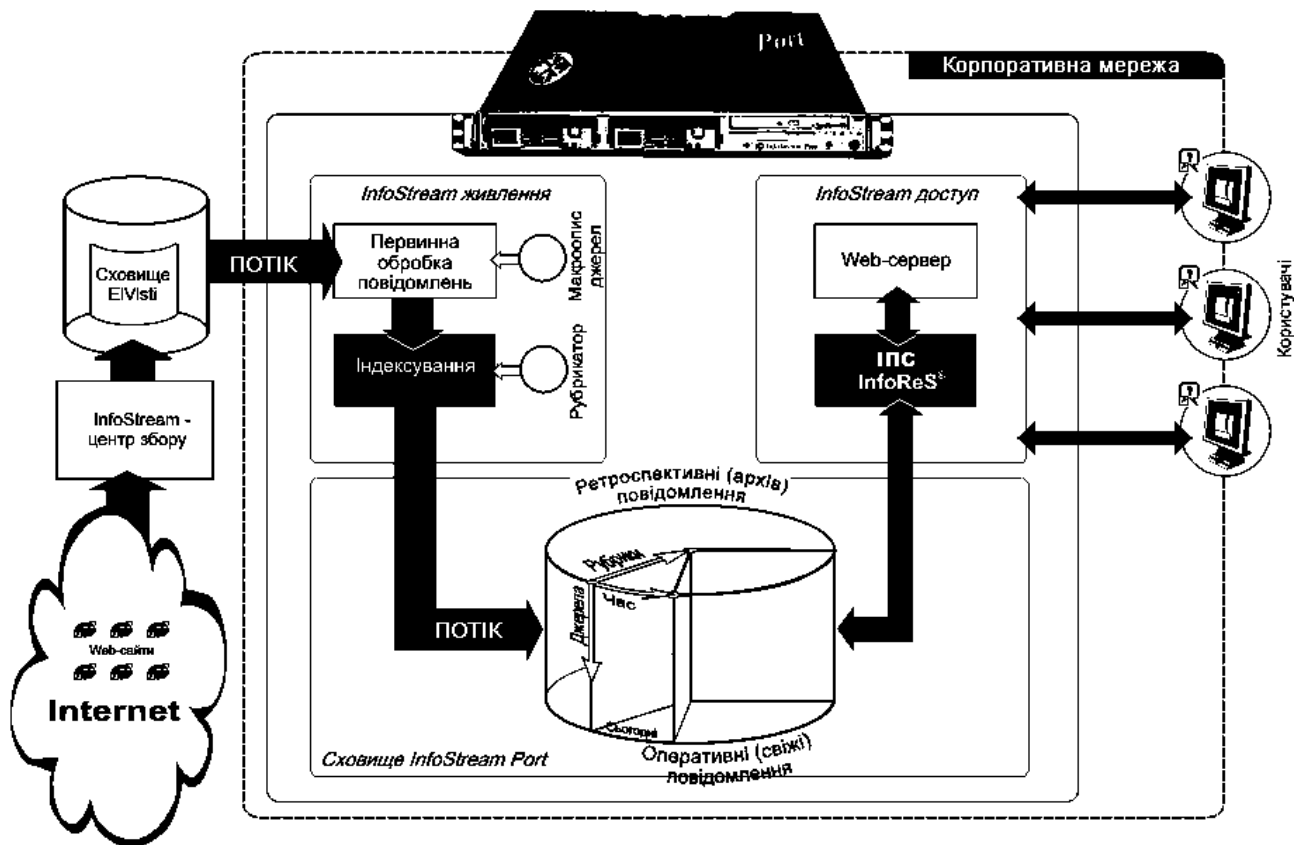 Port
Корпоративна мережа
InfoStream живлення
Первинна
обробка
повідомлень
Макроопис
джерел
Індексування
Рубрикатор
InfoStream доступ
Web-сервер
ІПС
InfoReS®
Користувачі
Сховище
ElVisti
ПОТІК
InfoStream -
центр збору
Web-сайти
Internet
Ретроспективні (архів)
повідомлення
Рубрики
Час
Джерела
Сьогодні
ПОТІК
Оперативні (свіжі)
повідомлення
Сховище InfoStream Port